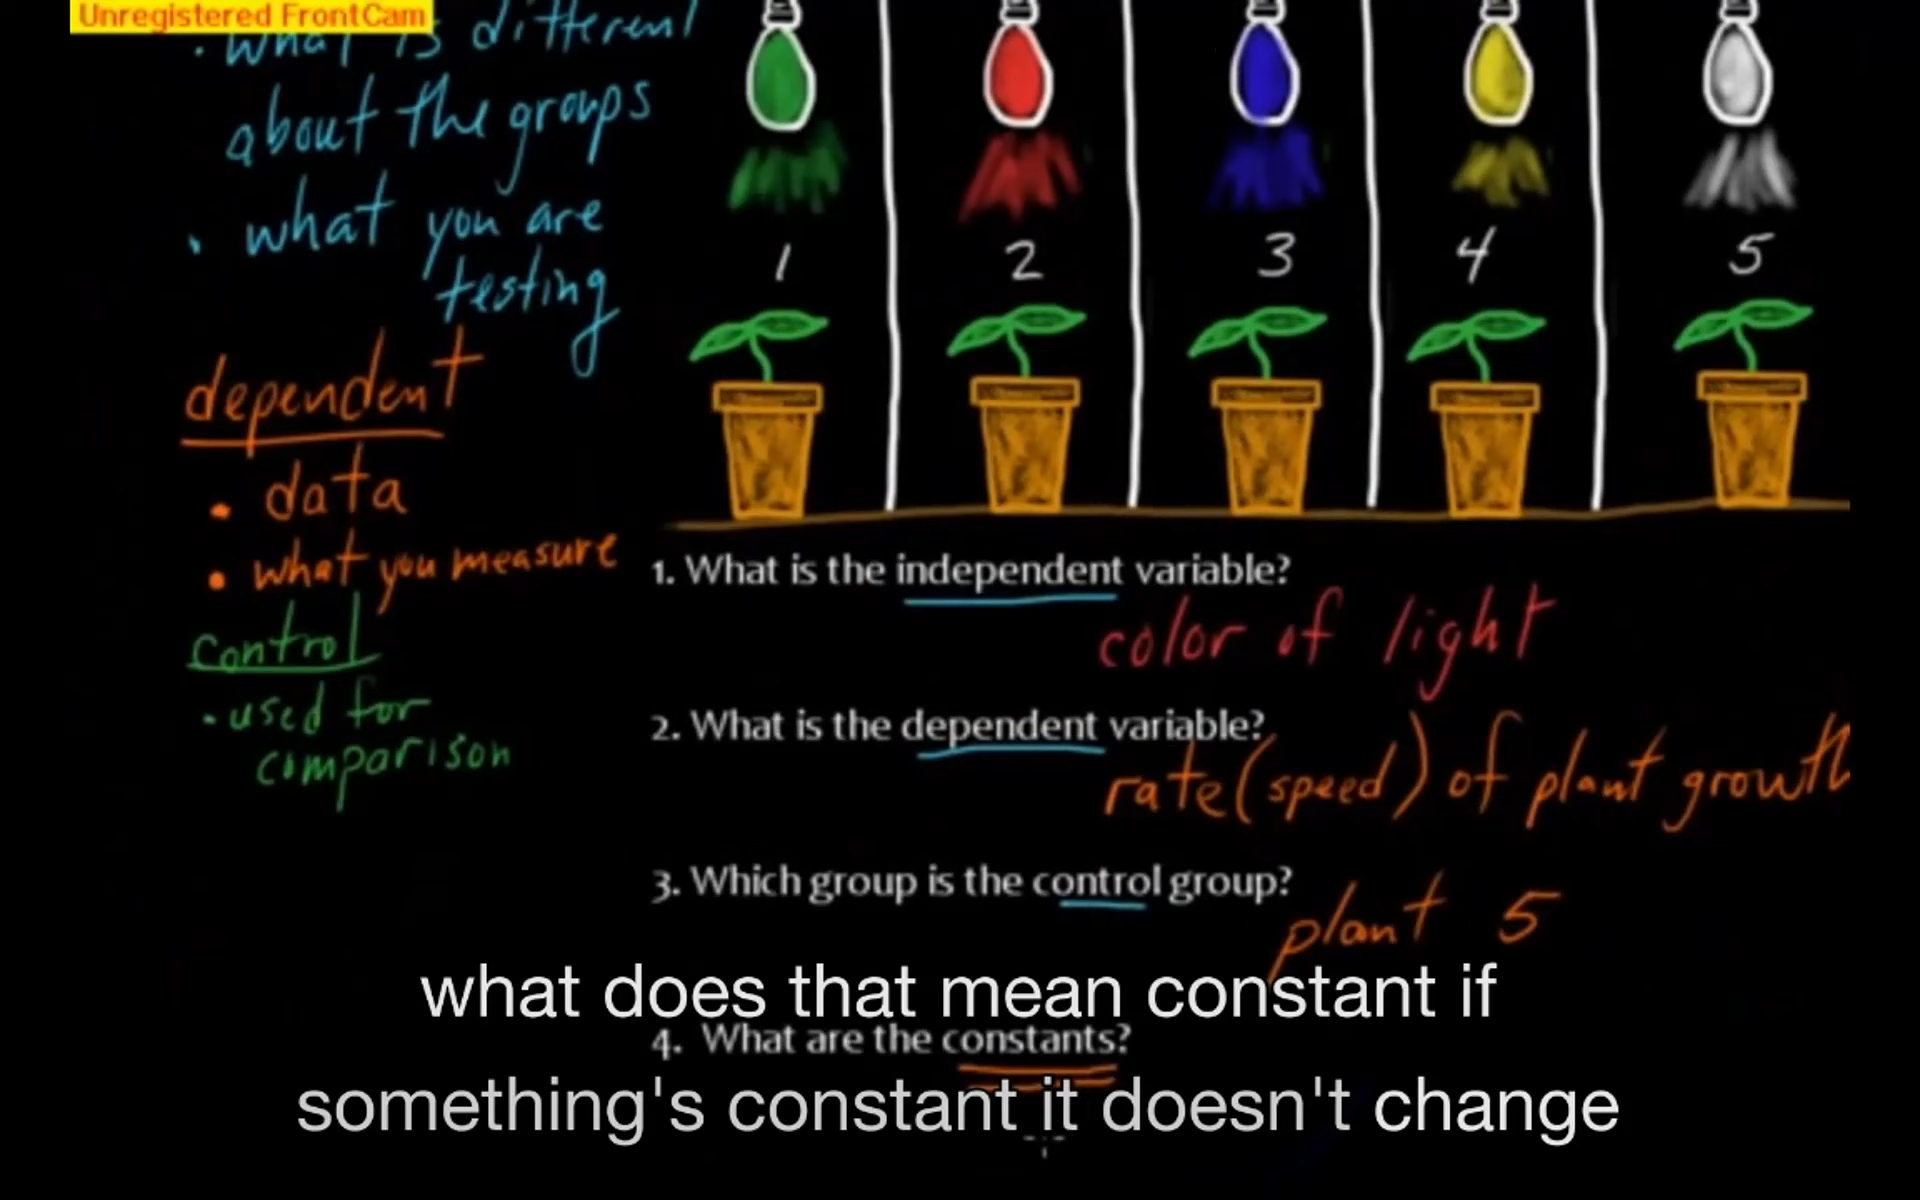 Unregistered FrontCam
• what is different
about the groups
• what you are
testing
dependent
• data
• what you measure
control
• used for
comparison
1 2 3 4 5
1. What is the independent variable?
color of light
2. What is the dependent variable?
rate (speed) of plant growth
3. Which group is the control group?
plant 5
4. What are the constants?
what does that mean constant if
something's constant it doesn't change